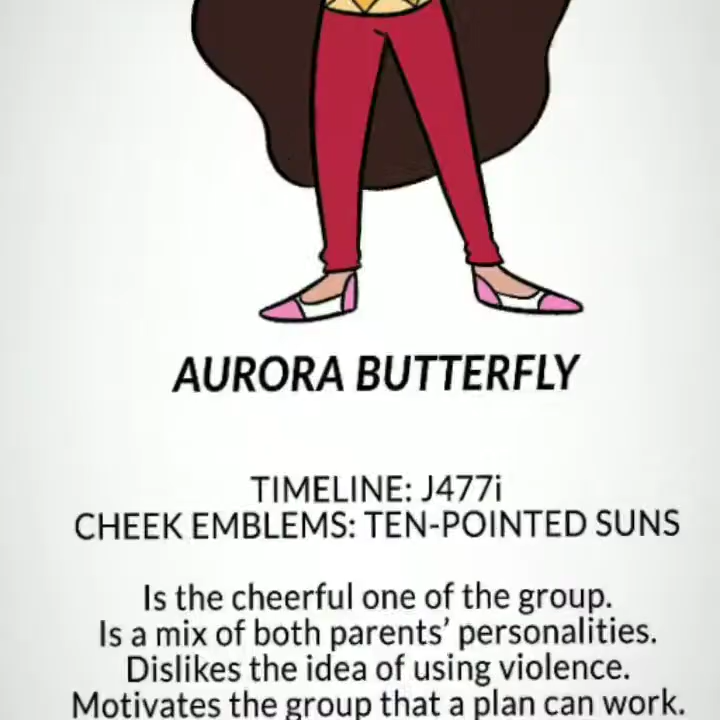 AURORA BUTTERFLY
TIMELINE: J477i
CHEEK EMBLEMS: TEN-POINTED SUNS
Is the cheerful one of the group.
Is a mix of both parents’ personalities.
Dislikes the idea of using violence.
Motivates the group that a plan can work.